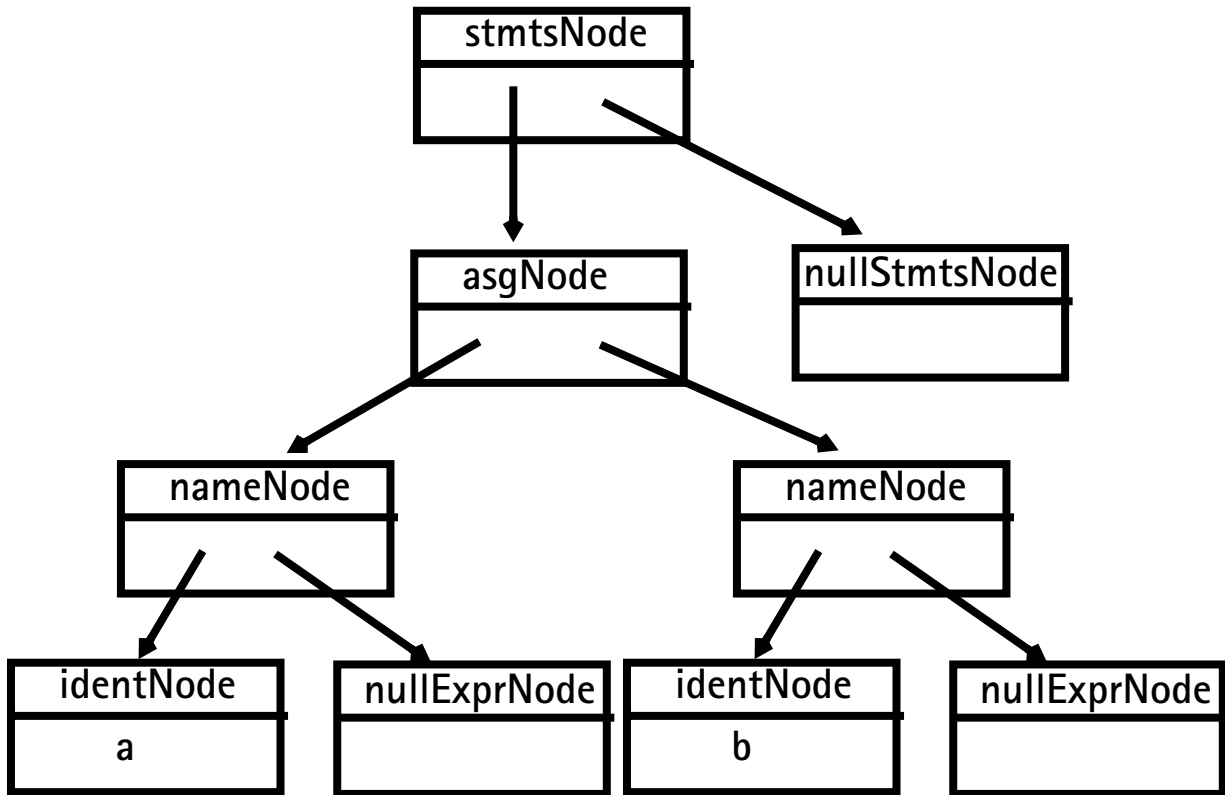 stmtsNode
asgNode
nullStmtsNode
nameNode
nameNode
identNode
nullExprNode
identNode
nullExprNode
a
b